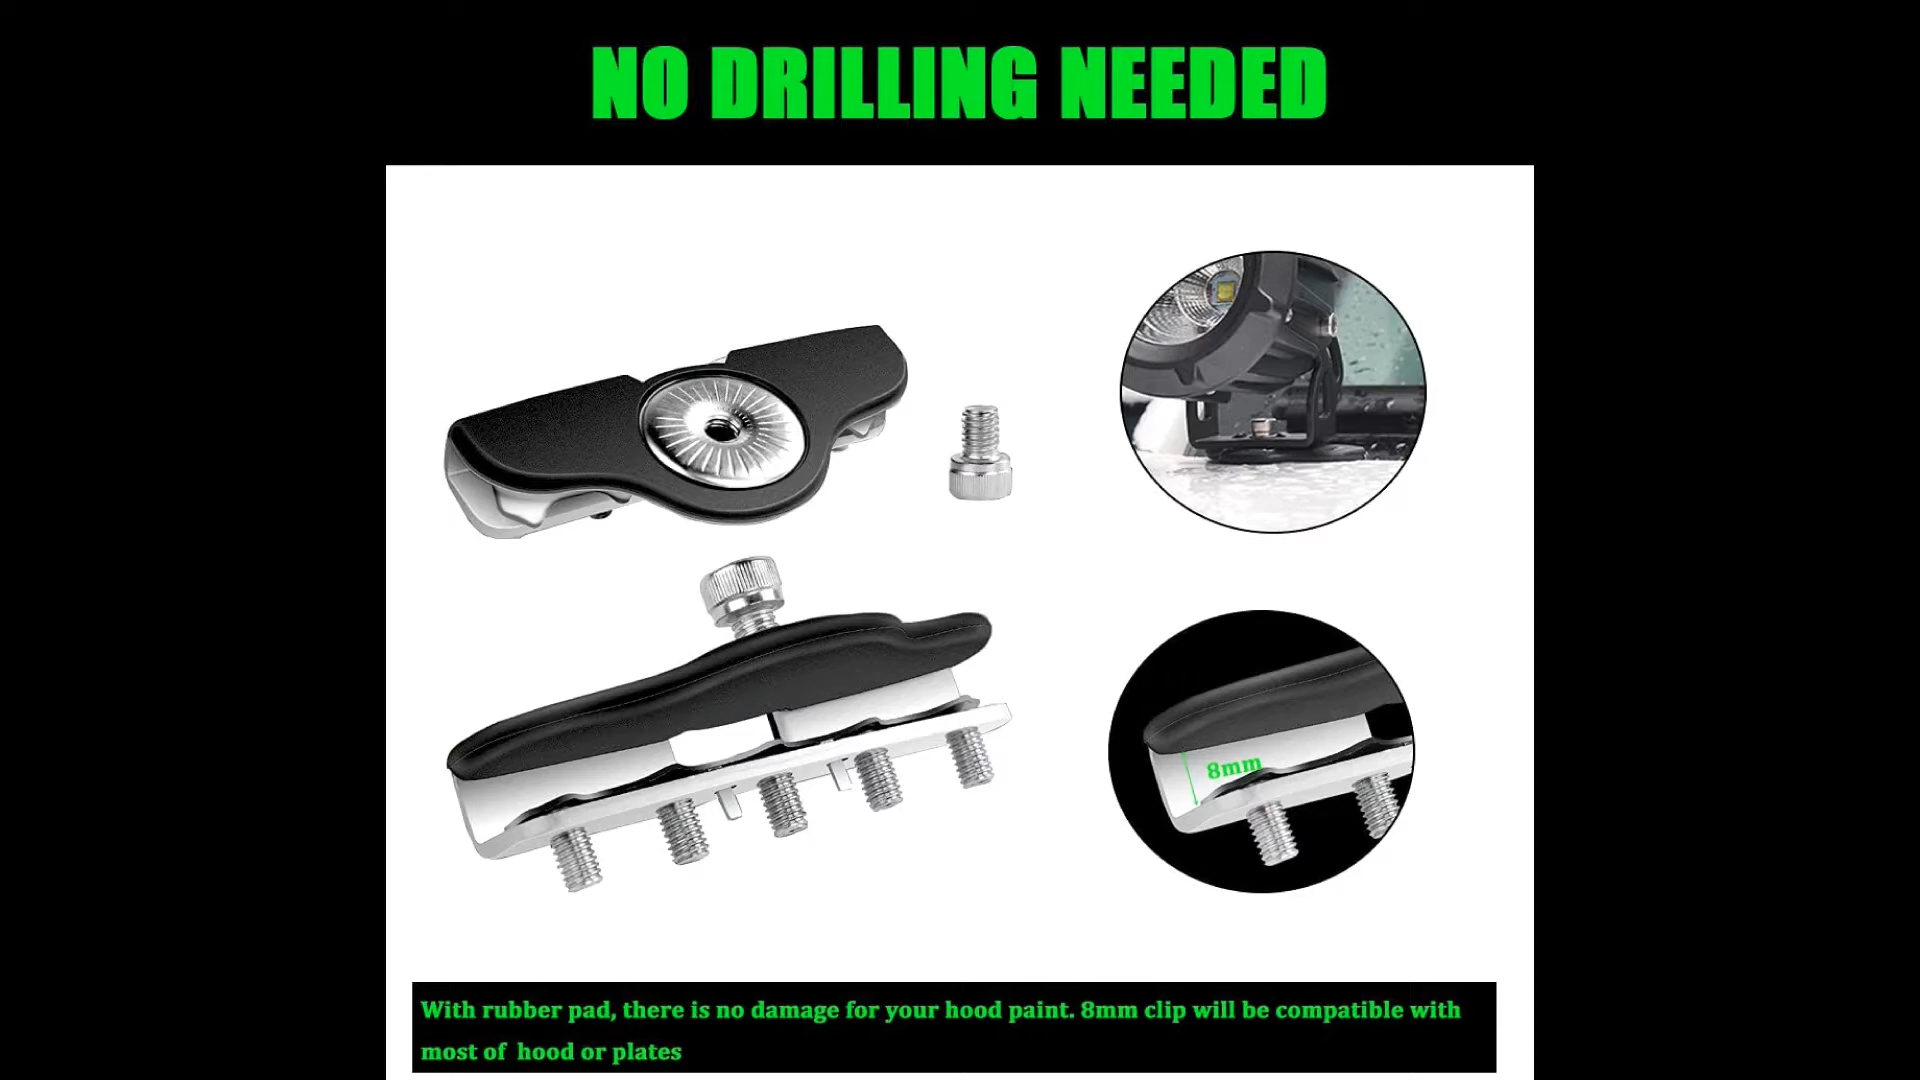 NO DRILLING NEEDED
8mm
With rubber pad, there is no damage for your hood paint. 8mm clip will be compatible with
most of hood or plates